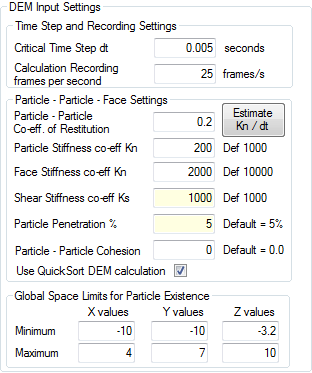 DEM Input Settings
Time Step and Recording Settings
Critical Time Step dt 0.005 seconds
Calculation Recording
frames per second 25 frames/s
Particle - Particle - Face Settings
Particle - Particle
Co-eff. of Restitution 0.2 Estimate
Kn / dt
Particle Stiffness co-eff Kn 200 Def 1000
Face Stiffness co-eff Kn 2000 Def 10000
Shear Stiffness co-eff Ks 1000 Def 1000
Particle Penetration % 5 Default = 5%
Particle - Particle Cohesion 0 Default = 0.0
Use QuickSort DEM calculation
Global Space Limits for Particle Existence
X values Y values Z values
Minimum -10 -10 -3.2
Maximum 4 7 10